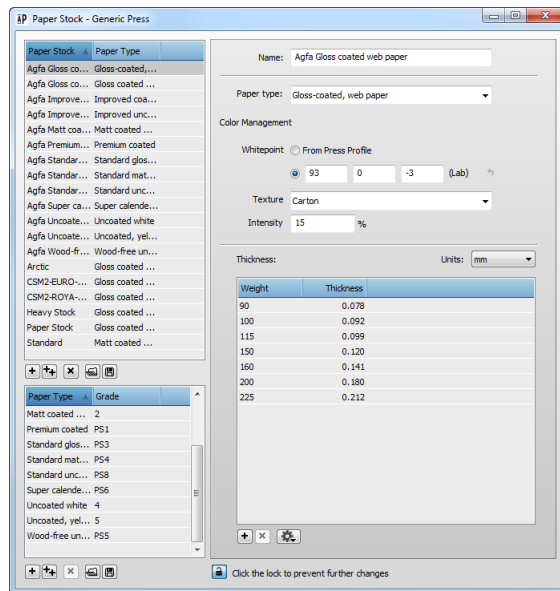 Paper Stock - Generic Press
Paper Stock Paper Type
Agfa Gloss co... Gloss-coated,...
Agfa Gloss co... Gloss coated ...
Agfa Improve... Improved coa...
Agfa Improve... Improved unc...
Agfa Matt coa... Matt coated ...
Agfa Premium... Premium coated
Agfa Standar... Standard glos...
Agfa Standar... Standard mat...
Agfa Standar... Standard unc...
Agfa Super ca... Super calende...
Agfa Uncoate... Uncoated white
Agfa Uncoate... Uncoated, yel...
Agfa Wood-fr... Wood-free un...
Arctic Gloss coated ...
CSM2-EURO-... Gloss coated ...
CSM2-ROYA-... Gloss coated ...
Heavy Stock Gloss coated ...
Paper Stock Gloss coated ...
Standard Matt coated ...
Paper Type Grade
Matt coated ... 2
Premium coated PS1
Standard glos... PS3
Standard mat... PS4
Standard unc... PS8
Super calende... PS6
Uncoated white 4
Uncoated, yel... 5
Wood-free un... PS5
Name: Agfa Gloss coated web paper
Paper type: Gloss-coated, web paper
Color Management
Whitepoint From Press Profile
93 0 -3 (Lab)
Texture Carton
Intensity 15 %
Thickness: Units: mm
Weight Thickness
90 0.078
100 0.092
115 0.099
150 0.120
160 0.141
200 0.180
225 0.212
Click the lock to prevent further changes